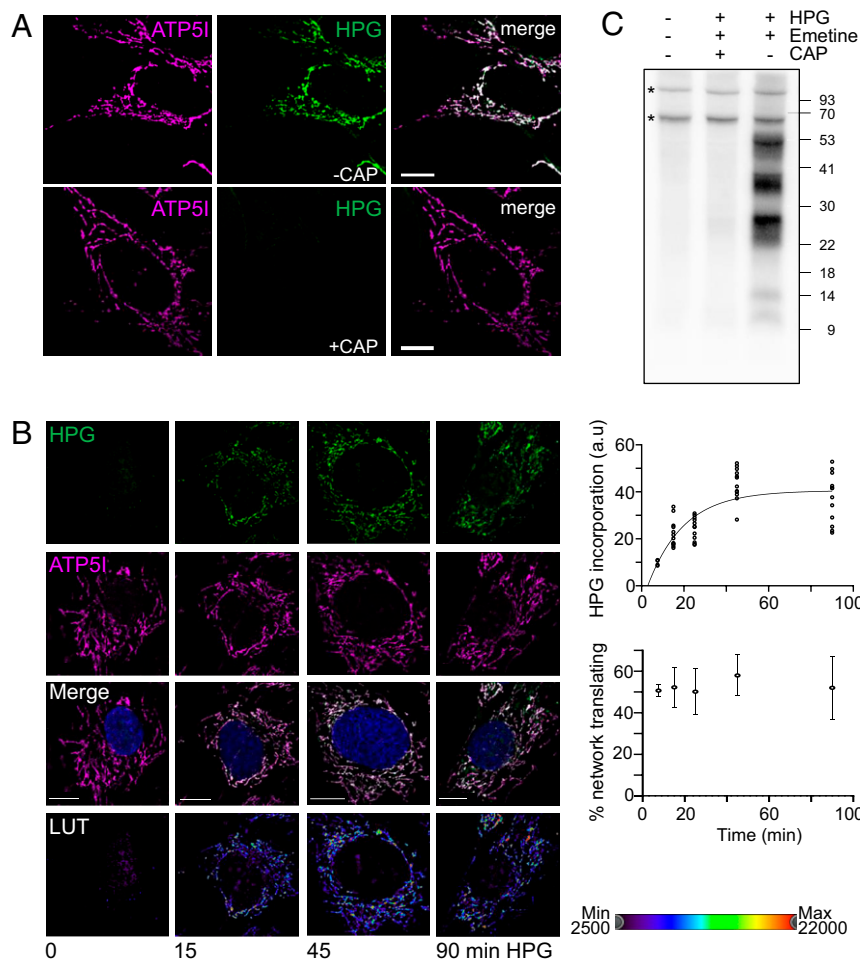 A
ATP5I HPG merge
-CAP
ATP5I HPG merge
+CAP
C
- + + HPG
- + + Emetine
- + - CAP
*
93
*
70
53
41
30
22
18
14
9
B
HPG
ATP5I
Merge
LUT
0 15 45 90 min HPG
HPG incorporation (a.u)
60
40
20
0
0 20 60 100
% network translating
60
40
20
0
0 20 60 100
Time (min)
Min Max
2500 22000